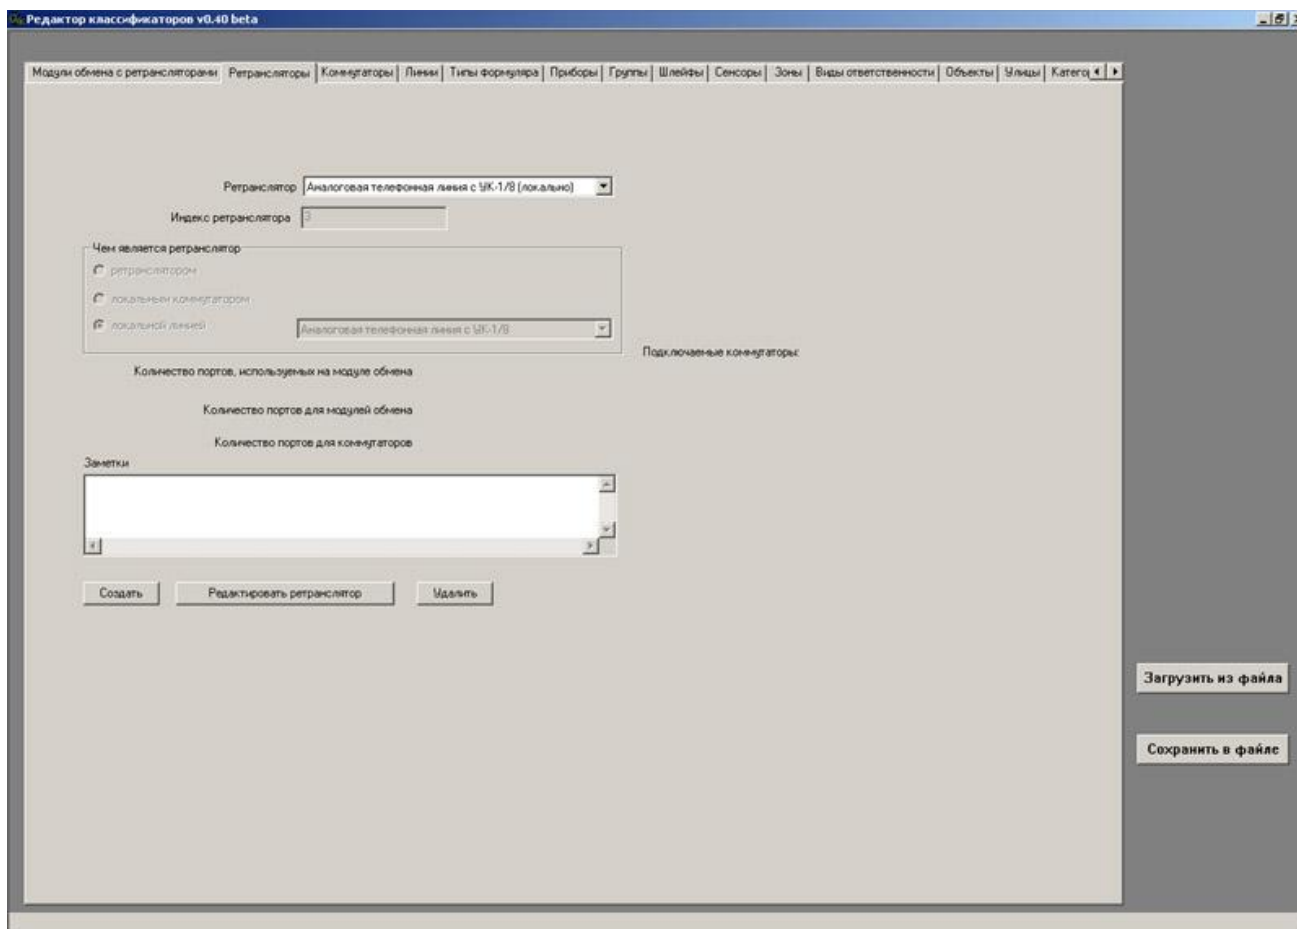 Редактор классификаторов v0.40 beta
Модули обмена с ретрансляторами Ретрансляторы Коммутаторы Линии Типы формуляра Приборы Группы Шлейфы Сенсоры Зоны Виды ответственности Объекты Улицы Катего
Ретранслятор Аналоговая телефонная линия с УК-1/8 (локально)
Индекс ретранслятора 3
Чем является ретранслятор
ретранслятором
локальным коммутатором
локальной линией Аналоговая телефонная линия с УК-1/8
Подключаемые коммутаторы:
Количество портов, используемых на модуле обмена
Количество портов для модулей обмена
Количество портов для коммутаторов
Заметки
Создать Редактировать ретранслятор Удалить
Загрузить из файла
Сохранить в файле